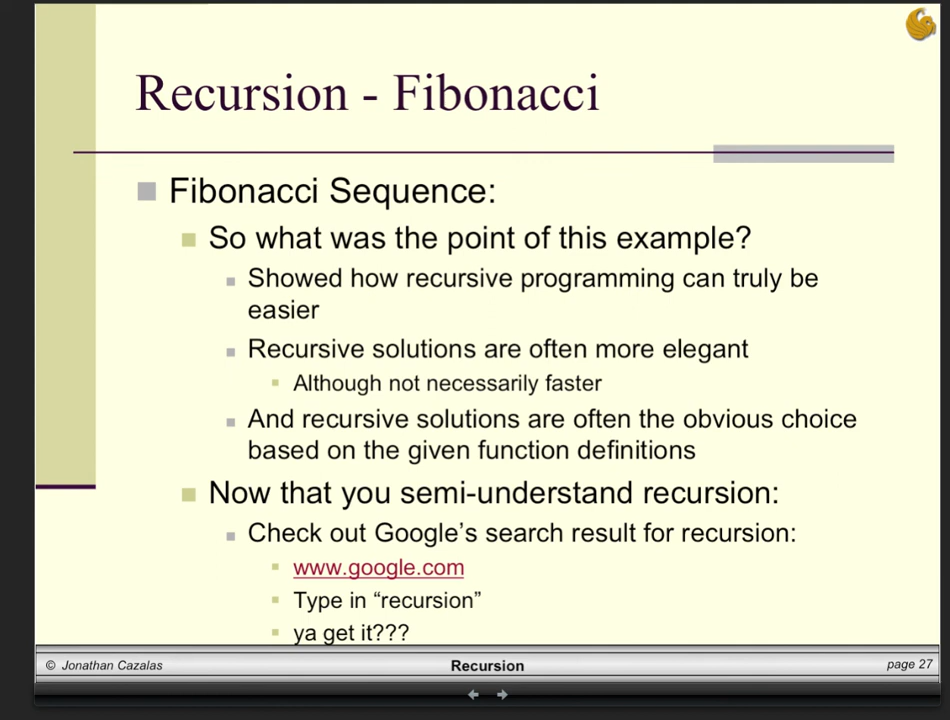 Recursion - Fibonacci
Fibonacci Sequence:
So what was the point of this example?
Showed how recursive programming can truly be
easier
Recursive solutions are often more elegant
Although not necessarily faster
And recursive solutions are often the obvious choice
based on the given function definitions
Now that you semi-understand recursion:
Check out Google’s search result for recursion:
www.google.com
Type in “recursion”
ya get it???
© Jonathan Cazalas
Recursion
page 27